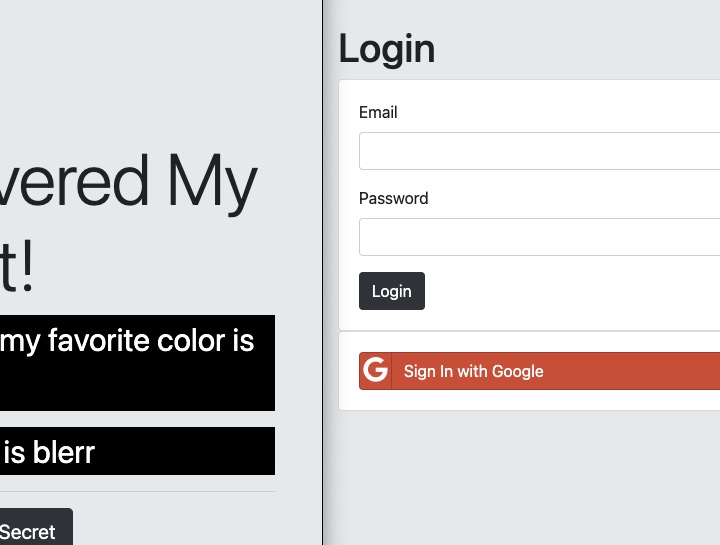 vered My
t!
my favorite color is
is blerr
Secret
Login
Email
Password
Login
G
Sign In with Google